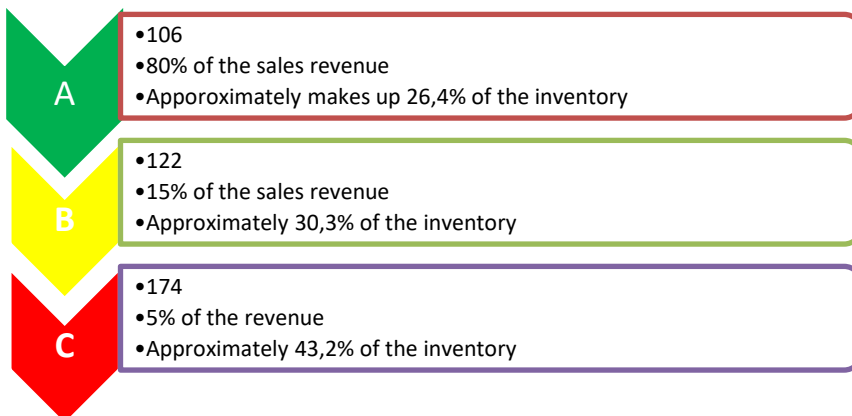 A
•106
•80% of the sales revenue
•Apporoximately makes up 26,4% of the inventory
B
•122
•15% of the sales revenue
•Approximately 30,3% of the inventory
C
•174
•5% of the revenue
•Approximately 43,2% of the inventory